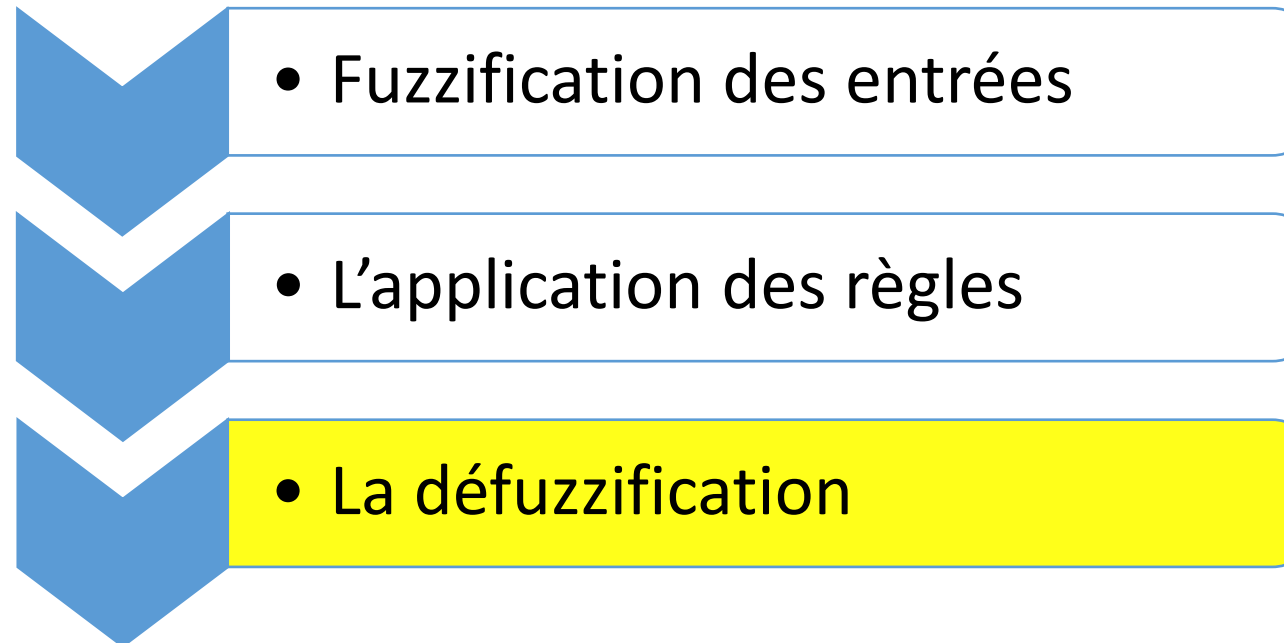 • Fuzzification des entrées
• L’application des règles
• La défuzzification